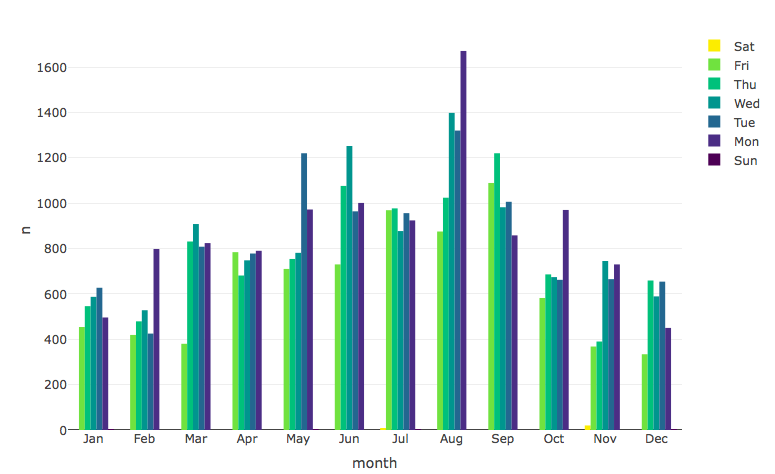 Sat
Fri
Thu
Wed
Tue
Mon
Sun
1600
1400
1200
1000
800
600
400
200
0
n
Jan Feb Mar Apr May Jun Jul Aug Sep Oct Nov Dec
month